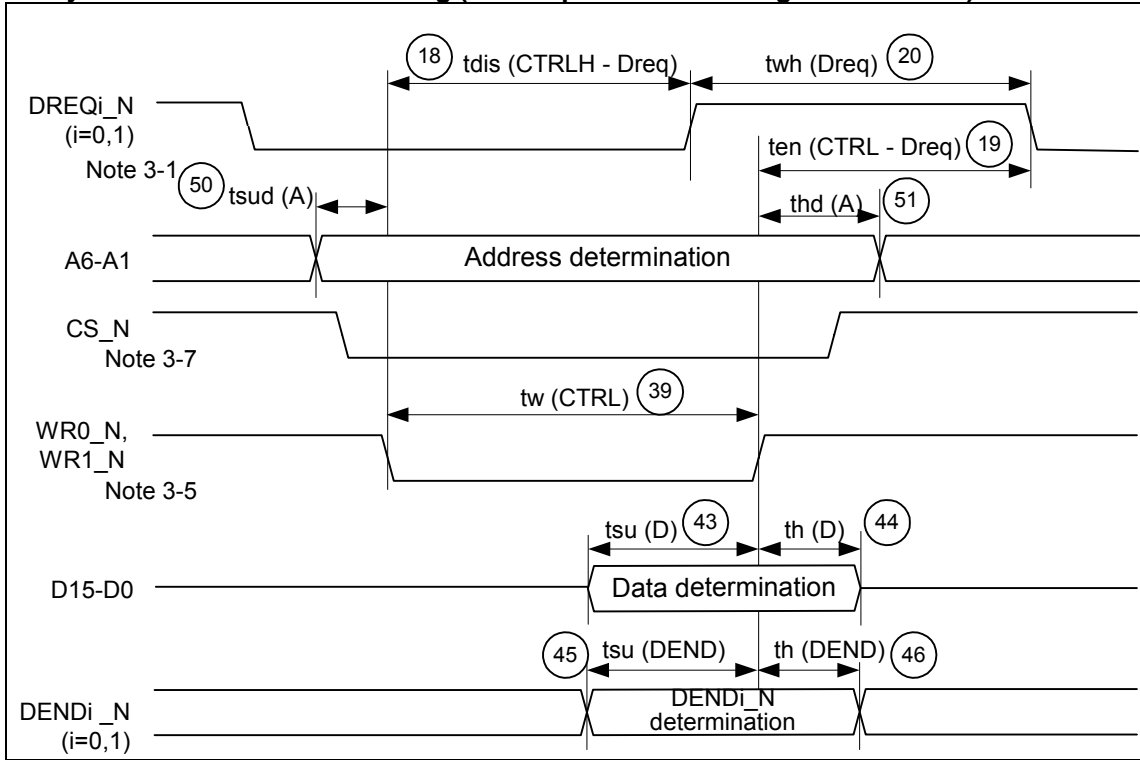 18 tdis (CTRLH - Dreq) twh (Dreq) 20
DREQi_N
(i=0,1)
Note 3-1
ten (CTRL - Dreq) 19
50 tsud (A)
thd (A) 51
A6-A1
Address determination
CS_N
Note 3-7
tw (CTRL) 39
WR0_N,
WR1_N
Note 3-5
tsu (D) 43 th (D) 44
D15-D0
Data determination
45 tsu (DEND) th (DEND) 46
DENDi _N
(i=0,1)
DENDi_N
determination